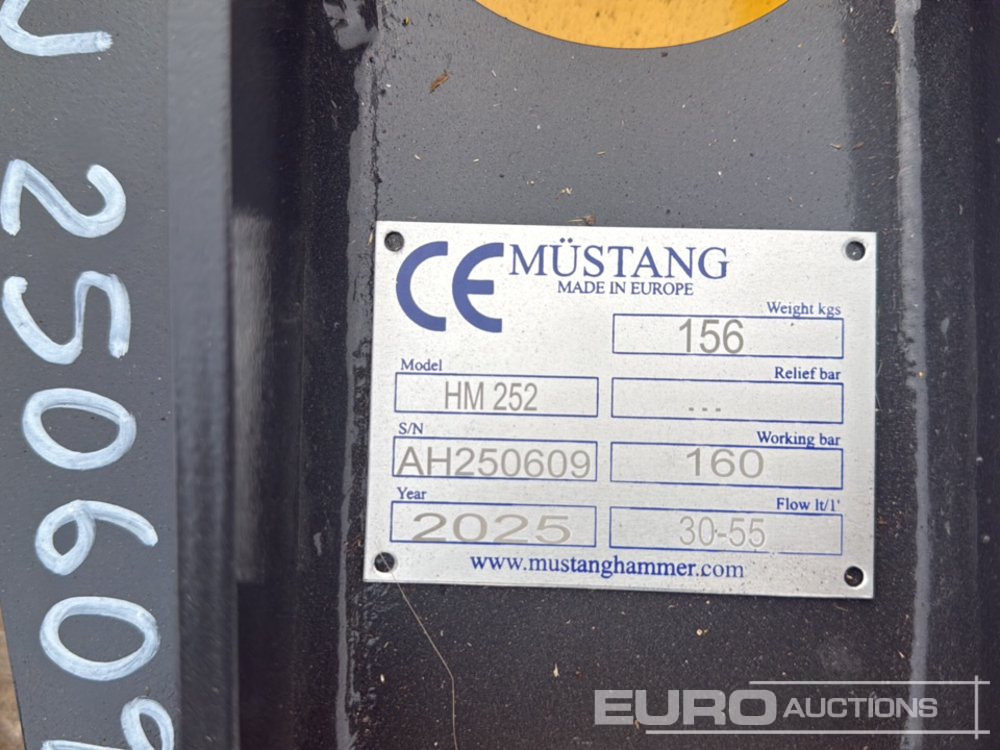 CE MÜSTANG
MADE IN EUROPE
Weight kgs
156
Model
HM 252
Relief bar
...
S/N
AH250609
Working bar
160
Year
2025
Flow lt/1'
30-55
www.mustanghammer.com
250609
EURO AUCTIONS